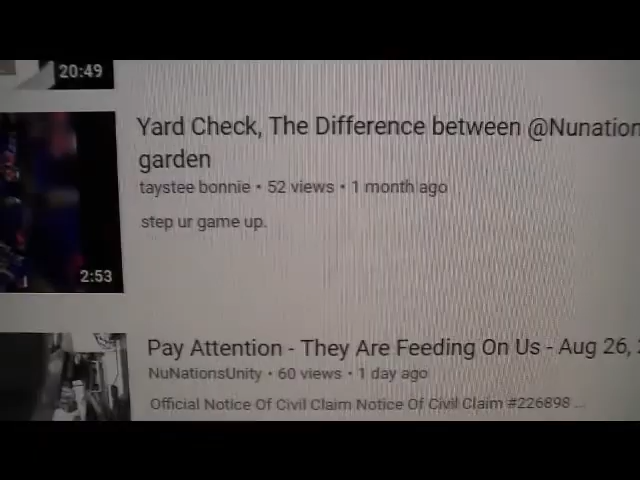 20:49
Yard Check, The Difference between @Nunation
garden
taystee bonnie • 52 views • 1 month ago
step ur game up.
2:53
Pay Attention - They Are Feeding On Us - Aug 26,
NuNationsUnity • 60 views • 1 day ago
Official Notice Of Civil Claim Notice Of Civil Claim #226898 ...